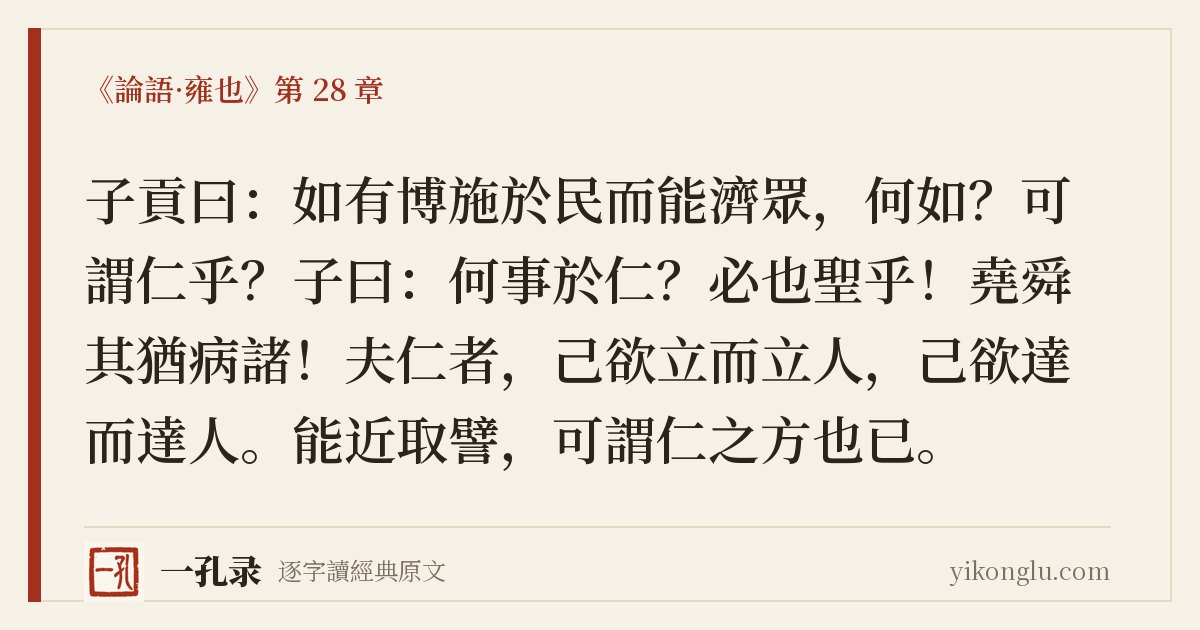 《論語·雍也》第 28 章
子貢曰：如有博施於民而能濟眾，何如？可
謂仁乎？子曰：何事於仁？必也聖乎！堯舜
其猶病諸！夫仁者，己欲立而立人，己欲達
而達人。能近取譬，可謂仁之方也已。
一孔
一孔录 逐字讀經典原文 yikonglu.com